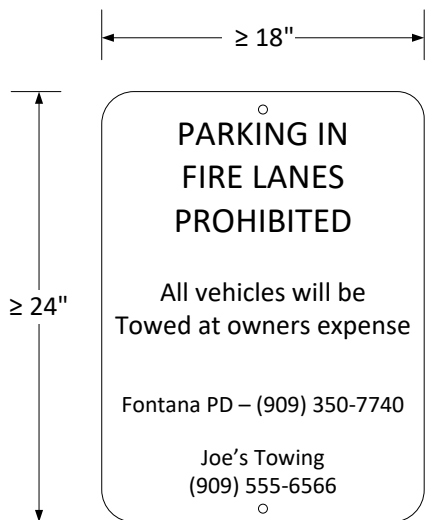 ≥ 18"
≥ 24"
PARKING IN
FIRE LANES
PROHIBITED
All vehicles will be
Towed at owners expense
Fontana PD – (909) 350-7740
Joe's Towing
(909) 555-6566